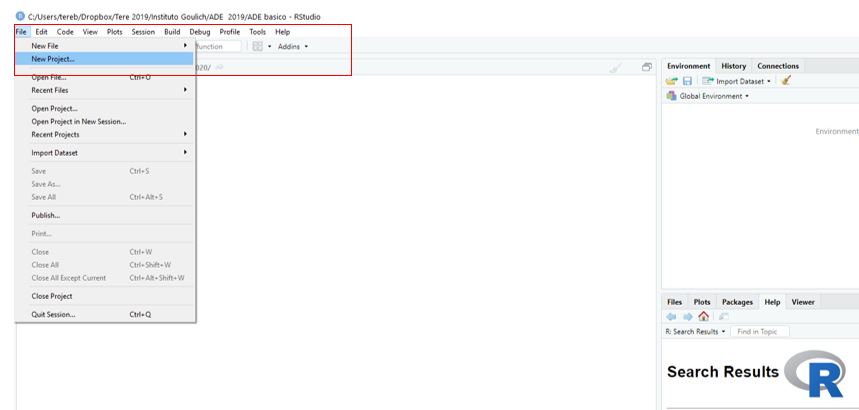 C:/Users/tereb/Dropbox/Tere 2019/Instituto Goulich/ADE 2019/ADE basico - RStudio
File Edit Code View Plots Session Build Debug Profile Tools Help
New File
function
Addins
New Project...
020/
Open File... Ctrl+O
Recent Files
Open Project...
Open Project in New Session...
Recent Projects
Import Dataset
Save Ctrl+S
Save As...
Save All Ctrl+Alt+S
Publish...
Print...
Close Ctrl+W
Close All Ctrl+Shift+W
Close All Except Current Ctrl+Alt+Shift+W
Close Project
Quit Session... Ctrl+Q
Environment History Connections
Import Dataset
Global Environment
Environment
Files Plots Packages Help Viewer
R: Search Results Find in Topic
Search Results R